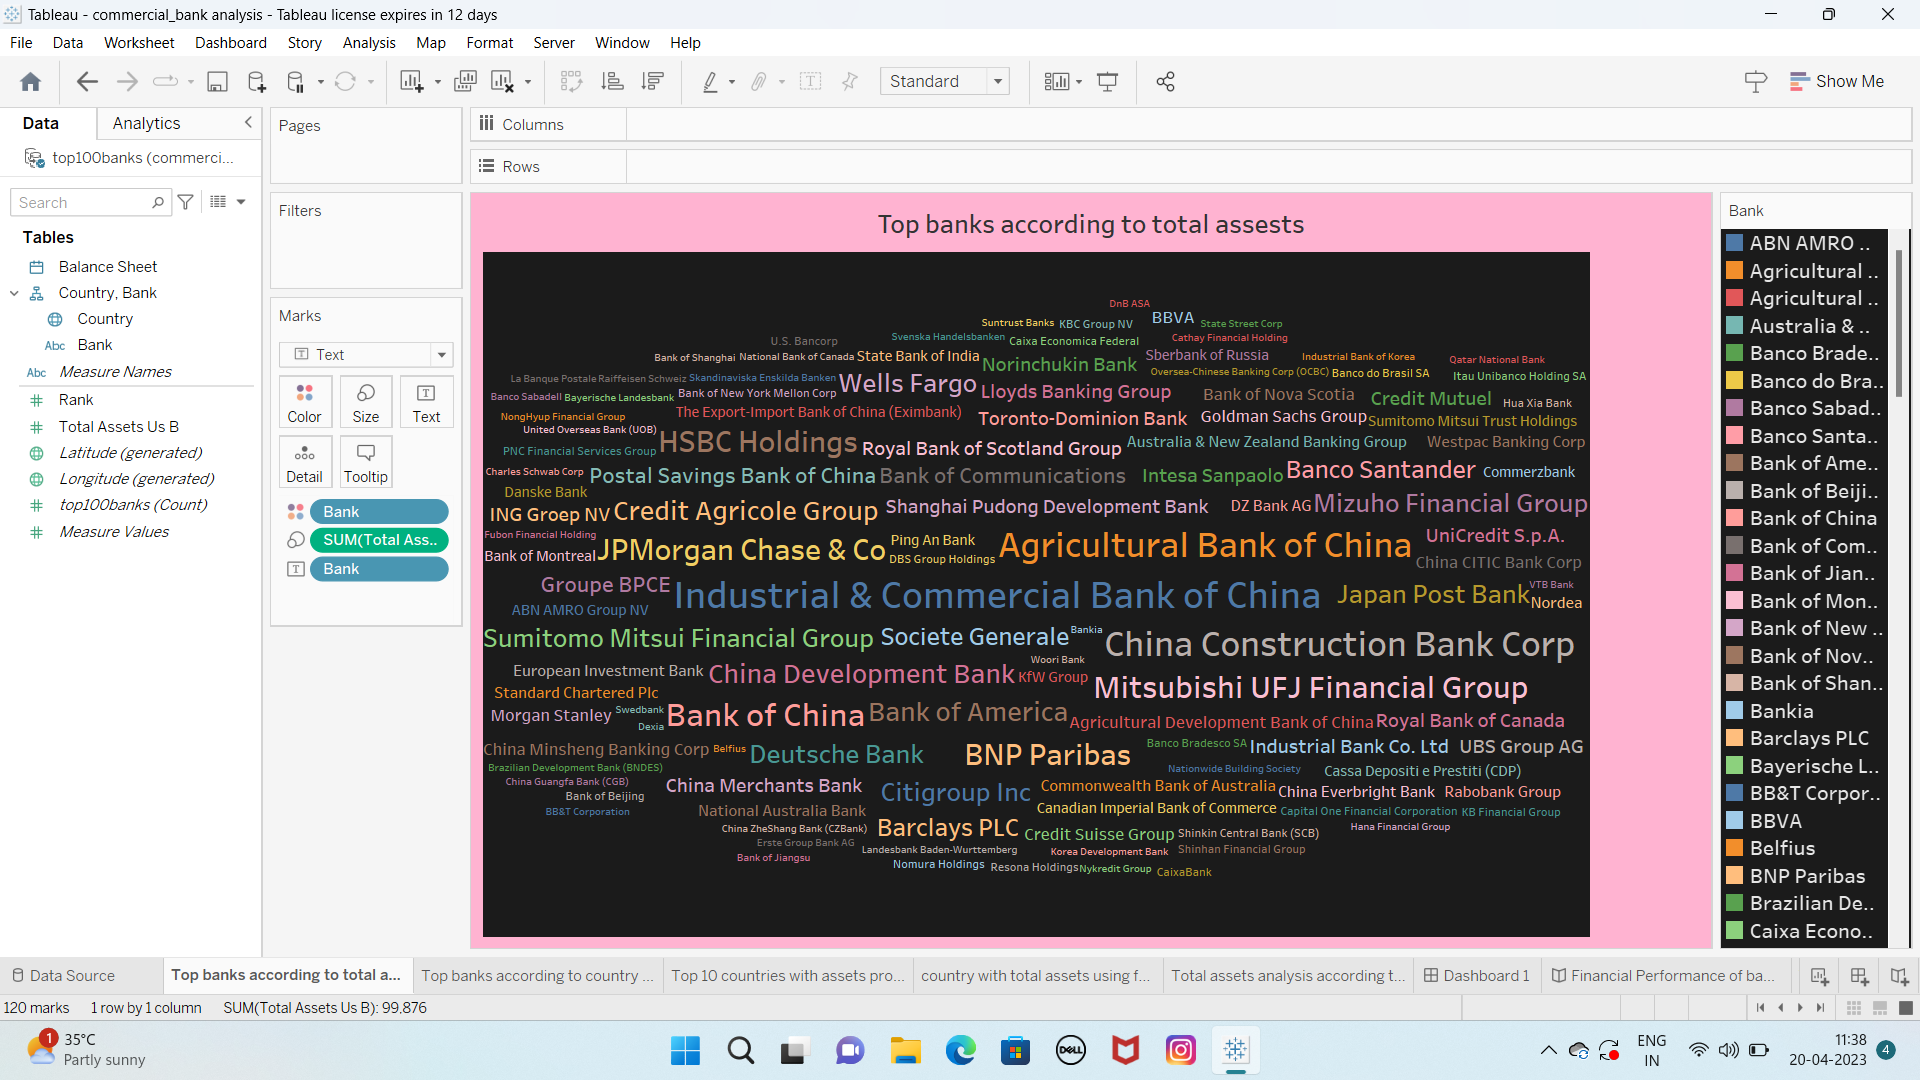 Tableau - commercial_bank analysis - Tableau license expires in 12 days
File Data Worksheet Dashboard Story Analysis Map Format Server Window Help
Standard
Show Me
Data Analytics
top100banks (commerci...
Search
Tables
Balance Sheet
Country, Bank
Country
Abc Bank
Abc Measure Names
Rank
Total Assets Us B
Latitude (generated)
Longitude (generated)
top100banks (Count)
Measure Values
Pages
Filters
Marks
Text
Color Size Text
Detail Tooltip
Bank
SUM(Total Ass..
Bank
Columns
Rows
Top banks according to total assests
DnB ASA
Suntrust Banks KBC Group NV BBVA State Street Corp
U.S. Bancorp Svenska Handelsbanken Caixa Economica Federal Cathay Financial Holding
Bank of Shanghai National Bank of Canada State Bank of India Norinchukin Bank Sberbank of Russia Industrial Bank of Korea Qatar National Bank
La Banque Postale Raiffeisen Schweiz Skandinaviska Enskilda Banken Wells Fargo Oversea-Chinese Banking Corp (OCBC) Banco do Brasil SA Itau Unibanco Holding SA
Banco Sabadell Bayerische Landesbank Bank of New York Mellon Corp Lloyds Banking Group Bank of Nova Scotia Credit Mutuel Hua Xia Bank
NongHyup Financial Group The Export-Import Bank of China (Eximbank) Toronto-Dominion Bank Goldman Sachs Group Sumitomo Mitsui Trust Holdings
United Overseas Bank (UOB) HSBC Holdings Royal Bank of Scotland Group Australia & New Zealand Banking Group Westpac Banking Corp
PNC Financial Services Group
Charles Schwab Corp Postal Savings Bank of China Bank of Communications Intesa Sanpaolo Banco Santander Commerzbank
Danske Bank
ING Groep NV Credit Agricole Group Shanghai Pudong Development Bank DZ Bank AG Mizuho Financial Group
Fubon Financial Holding Ping An Bank UniCredit S.p.A.
Bank of Montreal JPMorgan Chase & Co DBS Group Holdings Agricultural Bank of China China CITIC Bank Corp
Groupe BPCE Industrial & Commercial Bank of China Japan Post Bank VTB Bank
ABN AMRO Group NV Nordea
Sumitomo Mitsui Financial Group Societe Generale Bankia China Construction Bank Corp
European Investment Bank China Development Bank Woori Bank
KfW Group
Standard Chartered Plc Mitsubishi UFJ Financial Group
Morgan Stanley Swedbank Bank of China Bank of America Agricultural Development Bank of China Royal Bank of Canada
Dexia
China Minsheng Banking Corp Belfius Deutsche Bank BNP Paribas Banco Bradesco SA Industrial Bank Co. Ltd UBS Group AG
Brazilian Development Bank (BNDES) Nationwide Building Society Cassa Depositi e Prestiti (CDP)
China Guangfa Bank (CGB) China Merchants Bank Citigroup Inc Commonwealth Bank of Australia China Everbright Bank Rabobank Group
Bank of Beijing
BB&T Corporation National Australia Bank Canadian Imperial Bank of Commerce Capital One Financial Corporation KB Financial Group
China ZheShang Bank (CZBank) Barclays PLC Credit Suisse Group Shinkin Central Bank (SCB) Hana Financial Group
Erste Group Bank AG Landesbank Baden-Wurttemberg Korea Development Bank Shinhan Financial Group
Bank of Jiangsu Nomura Holdings Resona Holdings Nykredit Group CaixaBank
Bank
ABN AMRO ..
Agricultural ..
Agricultural ..
Australia & ..
Banco Brade..
Banco do Bra..
Banco Sabad..
Banco Santa..
Bank of Ame..
Bank of Beiji..
Bank of China
Bank of Com..
Bank of Jian..
Bank of Mon..
Bank of New ..
Bank of Nov..
Bank of Shan..
Bankia
Barclays PLC
Bayerische L..
BB&T Corpor..
BBVA
Belfius
BNP Paribas
Brazilian De..
Caixa Econo..
Data Source Top banks according to total a... Top banks according to country ... Top 10 countries with assets pro... country with total assets using f... Total assets analysis according t... Dashboard 1 Financial Performance of ba...
120 marks 1 row by 1 column SUM(Total Assets Us B): 99,876
1 35°C
Partly sunny
DELL
ENG
IN
11:38
20-04-2023
4